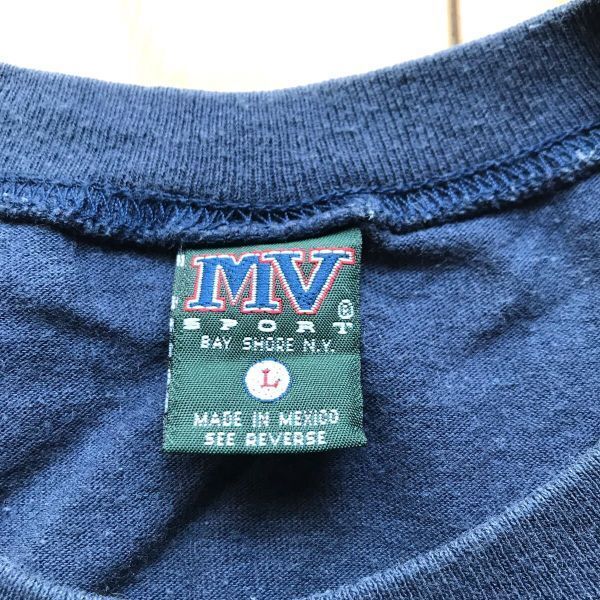 MV
SPORT®
BAY SHORE N.Y.
L
MADE IN MEXICO
SEE REVERSE